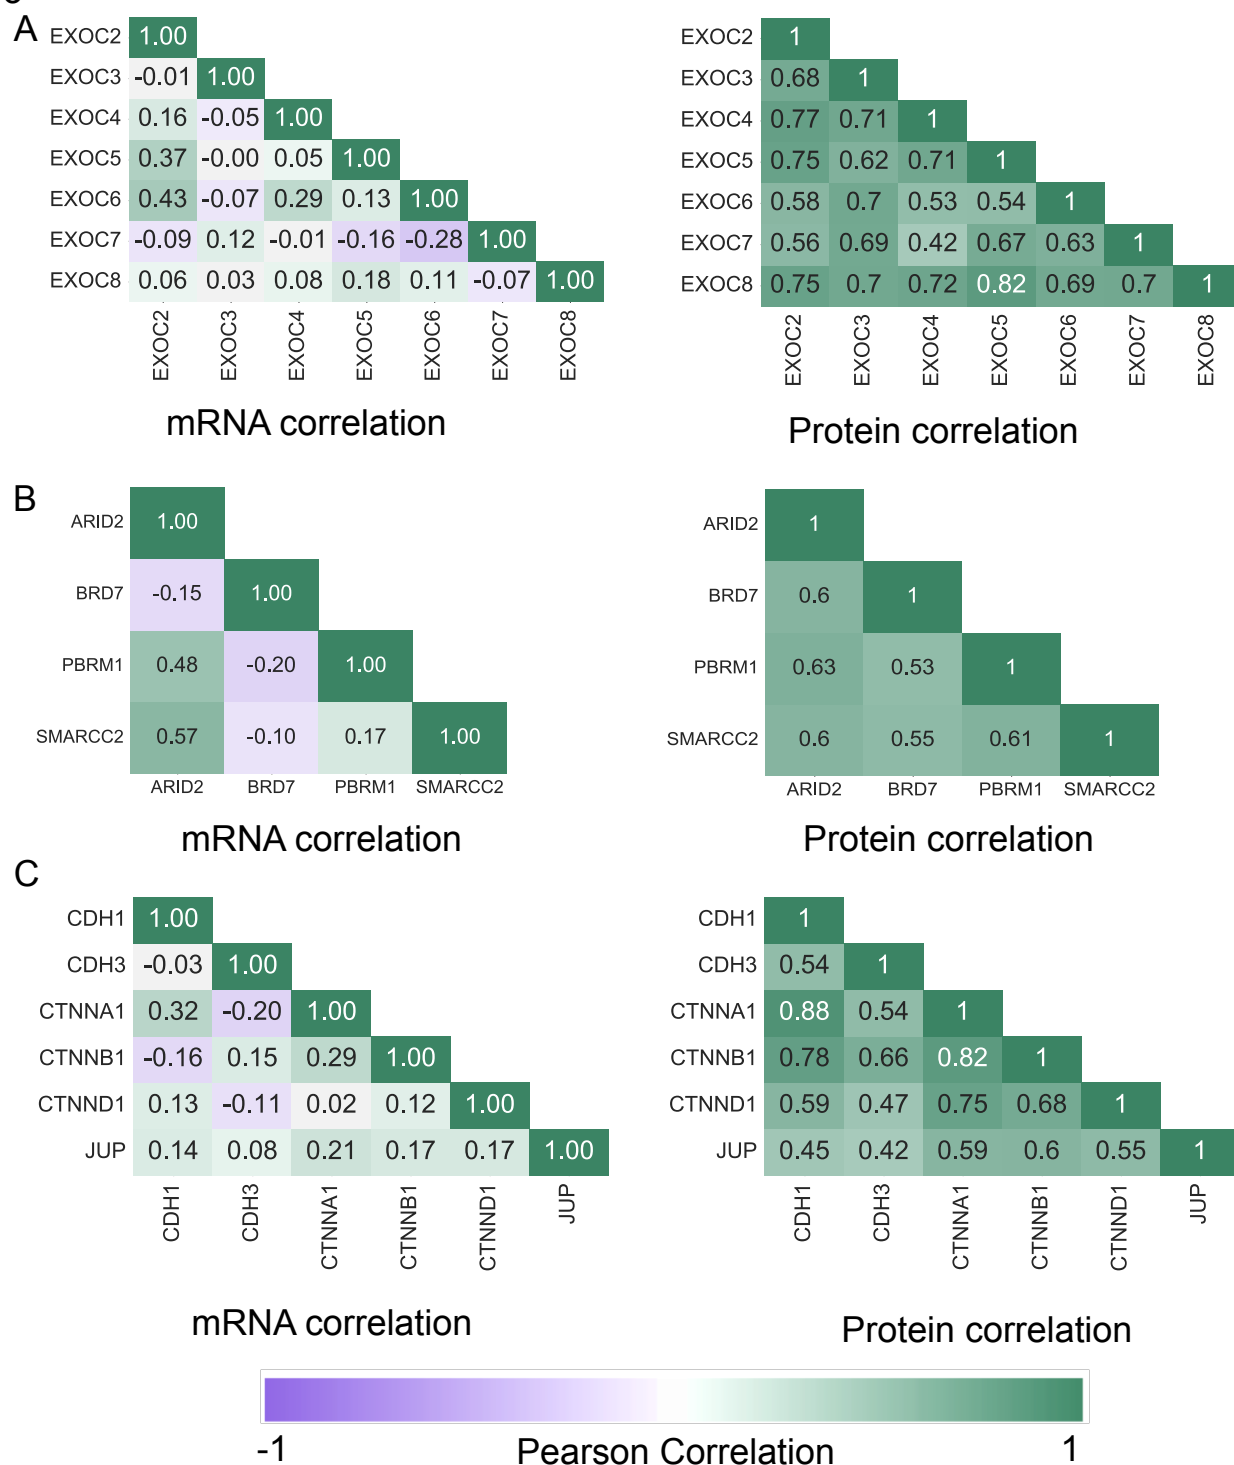 A
EXOC2 1.00
EXOC3 -0.01 1.00
EXOC4 0.16 -0.05 1.00
EXOC5 0.37 -0.00 0.05 1.00
EXOC6 0.43 -0.07 0.29 0.13 1.00
EXOC7 -0.09 0.12 -0.01 -0.16 -0.28 1.00
EXOC8 0.06 0.03 0.08 0.18 0.11 -0.07 1.00
EXOC2 EXOC3 EXOC4 EXOC5 EXOC6 EXOC7 EXOC8
mRNA correlation
EXOC2 1
EXOC3 0.68 1
EXOC4 0.77 0.71 1
EXOC5 0.75 0.62 0.71 1
EXOC6 0.58 0.7 0.53 0.54 1
EXOC7 0.56 0.69 0.42 0.67 0.63 1
EXOC8 0.75 0.7 0.72 0.82 0.69 0.7 1
EXOC2 EXOC3 EXOC4 EXOC5 EXOC6 EXOC7 EXOC8
Protein correlation
B
ARID2 1.00
BRD7 -0.15 1.00
PBRM1 0.48 -0.20 1.00
SMARCC2 0.57 -0.10 0.17 1.00
ARID2 BRD7 PBRM1 SMARCC2
mRNA correlation
ARID2 1
BRD7 0.6 1
PBRM1 0.63 0.53 1
SMARCC2 0.6 0.55 0.61 1
ARID2 BRD7 PBRM1 SMARCC2
Protein correlation
C
CDH1 1.00
CDH3 -0.03 1.00
CTNNA1 0.32 -0.20 1.00
CTNNB1 -0.16 0.15 0.29 1.00
CTNND1 0.13 -0.11 0.02 0.12 1.00
JUP 0.14 0.08 0.21 0.17 0.17 1.00
CDH1 CDH3 CTNNA1 CTNNB1 CTNND1 JUP
mRNA correlation
CDH1 1
CDH3 0.54 1
CTNNA1 0.88 0.54 1
CTNNB1 0.78 0.66 0.82 1
CTNND1 0.59 0.47 0.75 0.68 1
JUP 0.45 0.42 0.59 0.6 0.55 1
CDH1 CDH3 CTNNA1 CTNNB1 CTNND1 JUP
Protein correlation
-1 Pearson Correlation 1